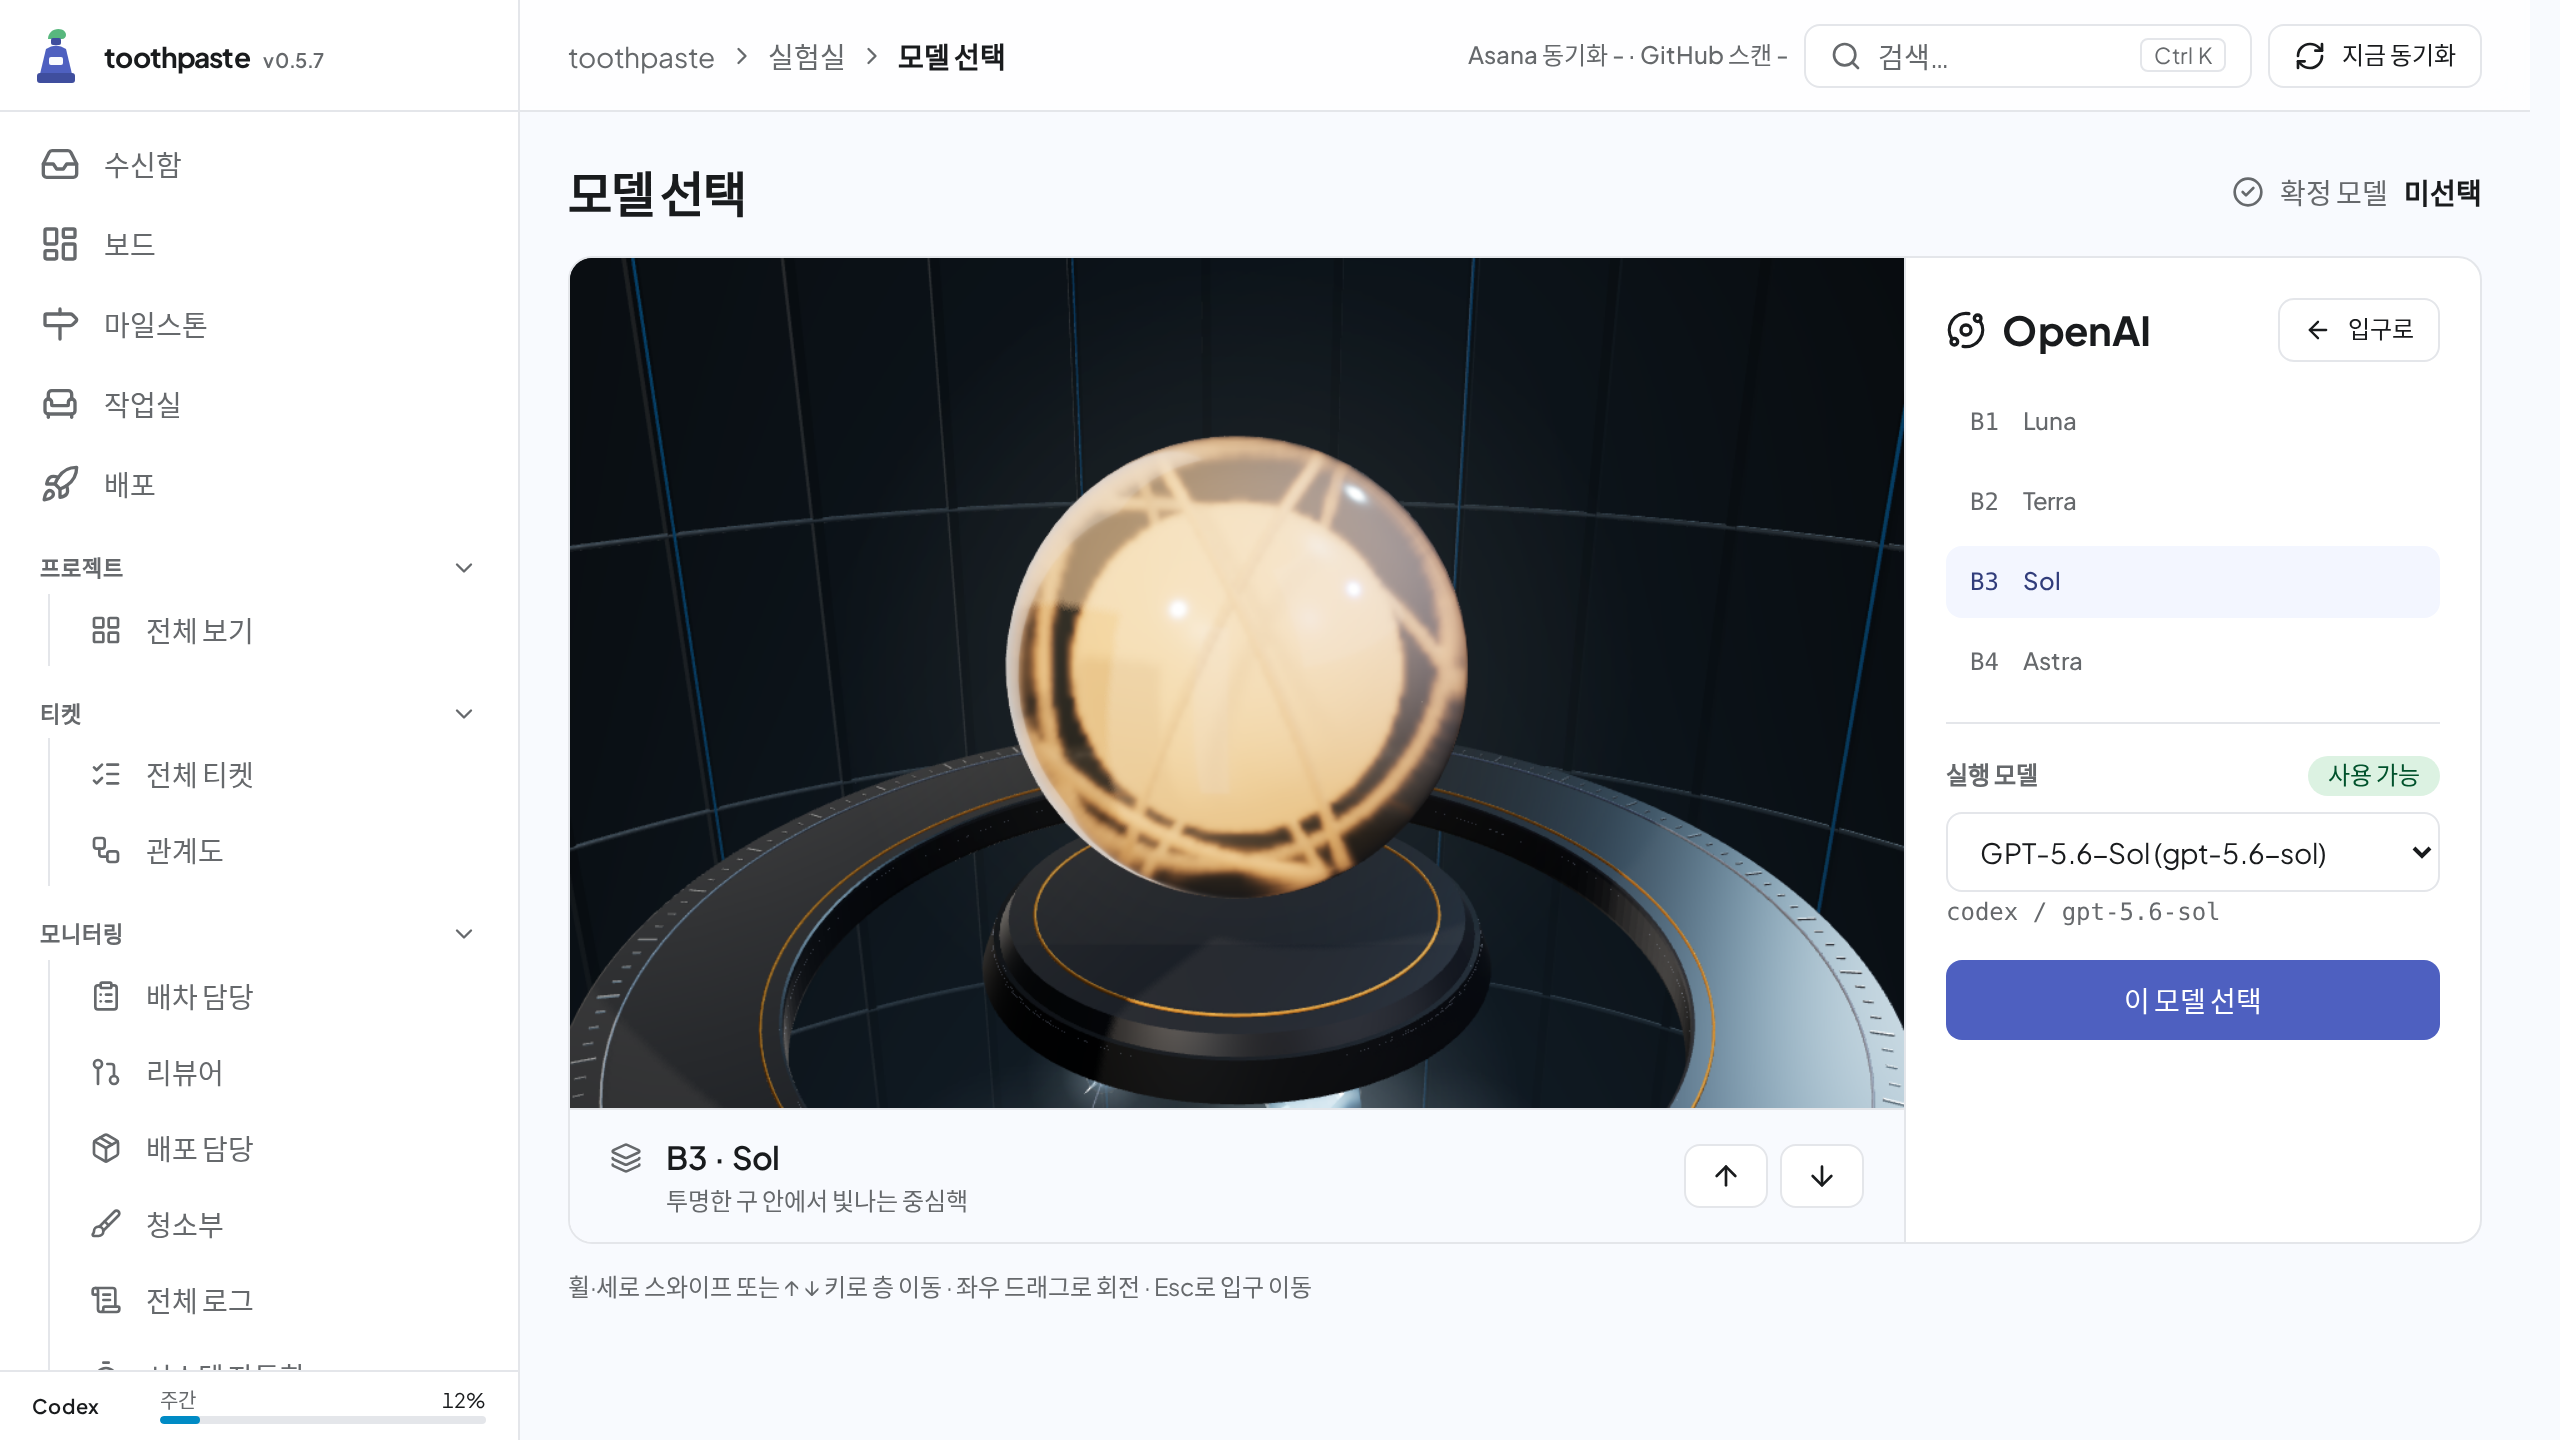 toothpaste v0.5.7
수신함
보드
마일스톤
작업실
배포
프로젝트
전체 보기
티켓
전체 티켓
관계도
모니터링
배차 담당
리뷰어
배포 담당
청소부
전체 로그
Codex
주간
12%
toothpaste > 실험실 > 모델 선택
Asana 동기화 - · GitHub 스캔 -
검색...
Ctrl K
지금 동기화
모델 선택
확정 모델 미선택
B3 · Sol
투명한 구 안에서 빛나는 중심핵
휠·세로 스와이프 또는 ↑ ↓ 키로 층 이동 · 좌우 드래그로 회전 · Esc로 입구 이동
OpenAI
← 입구로
B1 Luna
B2 Terra
B3 Sol
B4 Astra
실행 모델
사용 가능
GPT-5.6-Sol (gpt-5.6-sol)
codex / gpt-5.6-sol
이 모델 선택